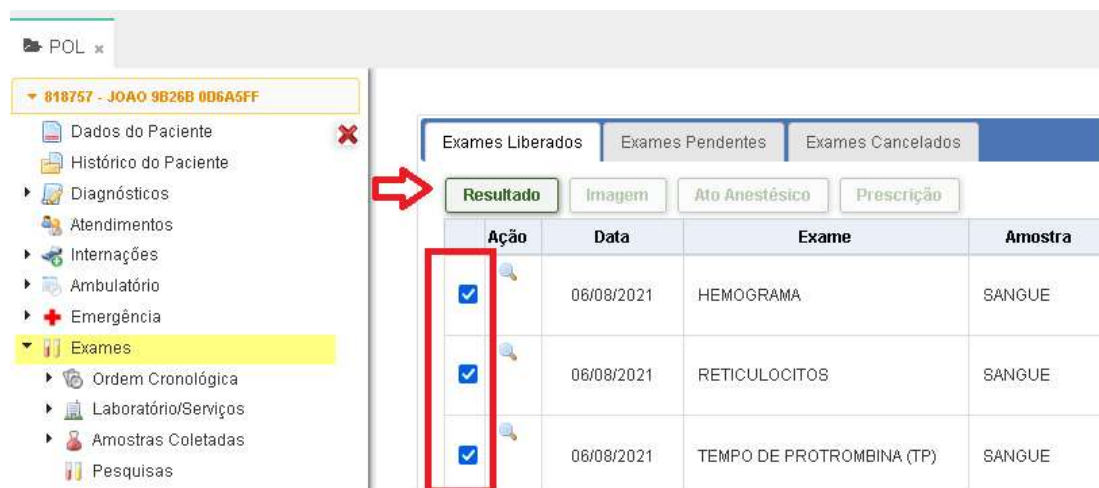 POL x
818757 - JOAO 9B26B 0D6A5FF
Dados do Paciente
Histórico do Paciente
Diagnósticos
Atendimentos
Internações
Ambulatório
Emergência
Exames
Ordem Cronológica
Laboratório/Serviços
Amostras Coletadas
Pesquisas
Exames Liberados Exames Pendentes Exames Cancelados
Resultado Imagem Ato Anestésico Prescrição
Ação Data Exame Amostra
06/08/2021 HEMOGRAMA SANGUE
06/08/2021 RETICULOCITOS SANGUE
06/08/2021 TEMPO DE PROTROMBINA (TP) SANGUE